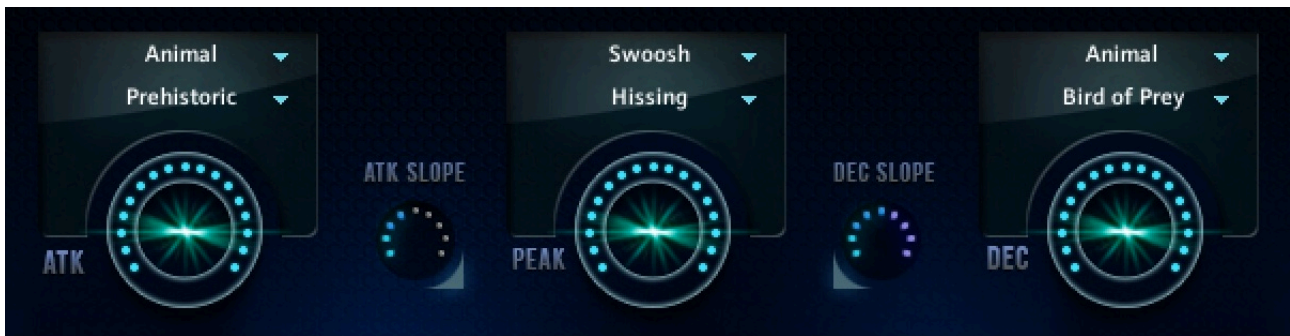 Animal
Prehistoric
ATK
ATK SLOPE
Swoosh
Hissing
PEAK
DEC SLOPE
Animal
Bird of Prey
DEC